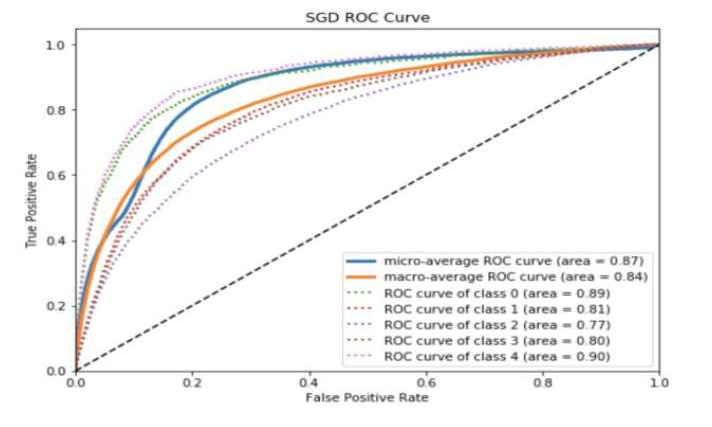 SGD ROC Curve
1.0
0.8
0.6
0.4
0.2
0.0
True Positive Rate
micro-average ROC curve (area = 0.87)
macro-average ROC curve (area = 0.84)
ROC curve of class 0 (area = 0.89)
ROC curve of class 1 (area = 0.81)
ROC curve of class 2 (area = 0.77)
ROC curve of class 3 (area = 0.80)
ROC curve of class 4 (area = 0.90)
0.0 0.2 0.4 0.6 0.8 1.0
False Positive Rate